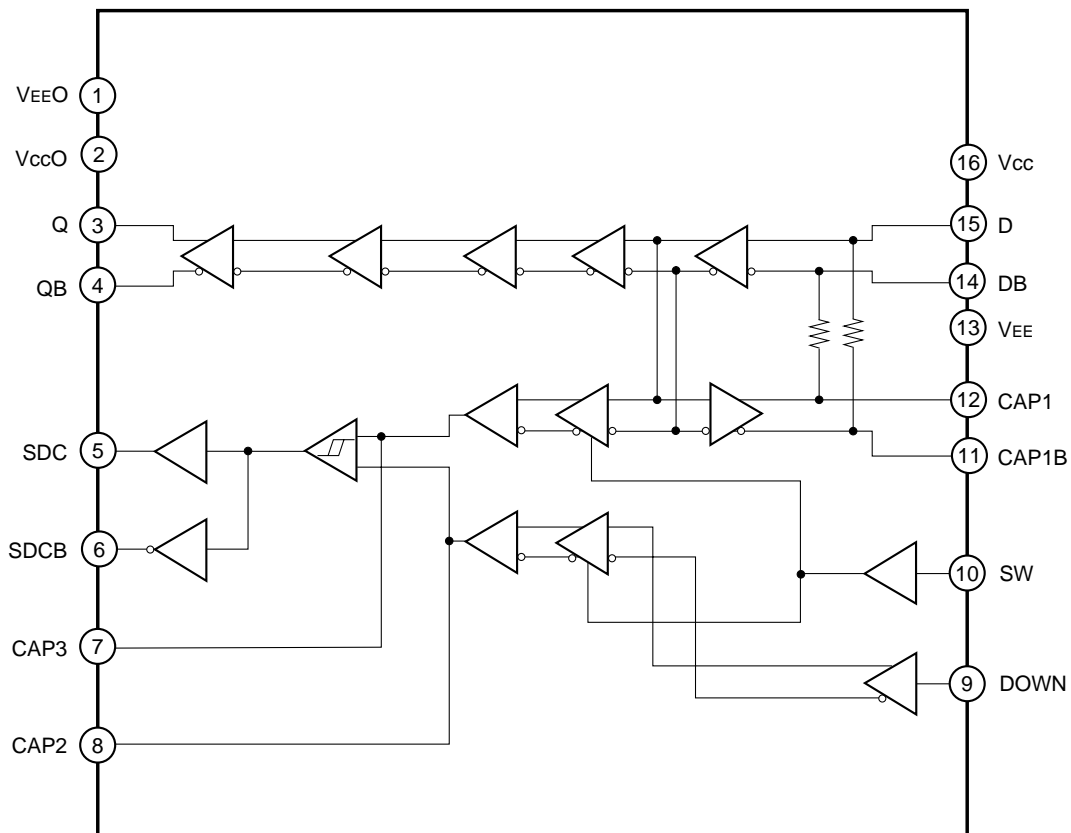 VEEO 1
VccO 2
Q 3
QB 4
SDC 5
SDCB 6
CAP3 7
CAP2 8
16 Vcc
15 D
14 DB
13 VEE
12 CAP1
11 CAP1B
10 SW
9 DOWN